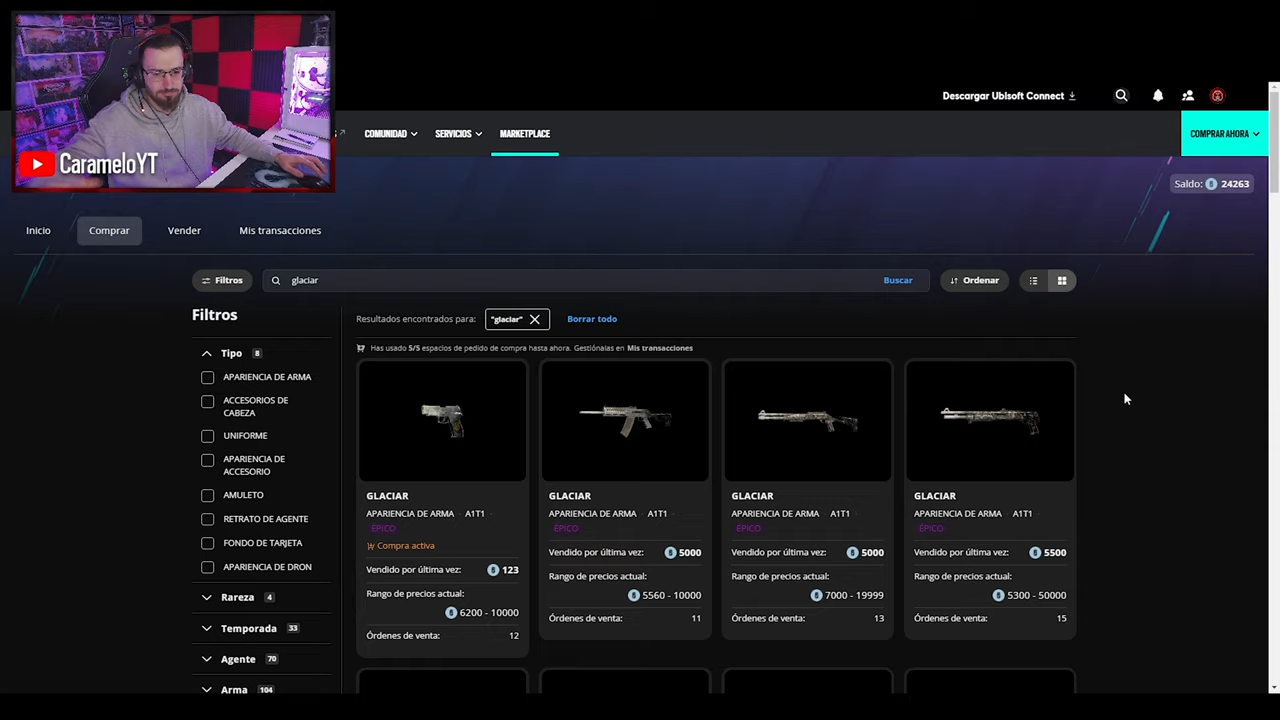 CarameloYT
Descargar Ubisoft Connect
COMUNIDAD
SERVICIOS
MARKETPLACE
COMPRAR AHORA
Saldo: 24263
Inicio
Comprar
Vender
Mis transacciones
Filtros
glaciar
Buscar
Ordenar
Filtros
Resultados encontrados para:
"glaciar"
Borrar todo
Has usado 5/5 espacios de pedido de compra hasta ahora. Gestiónalas en Mis transacciones
Tipo 8
APARIENCIA DE ARMA
ACCESORIOS DE
CABEZA
UNIFORME
APARIENCIA DE
ACCESORIO
AMULETO
RETRATO DE AGENTE
FONDO DE TARJETA
APARIENCIA DE DRON
Rareza 4
Temporada 33
Agente 70
Arma 104
GLACIAR
APARIENCIA DE ARMA · A1T1 ·
ÉPICO
Compra activa
Vendido por última vez: 123
Rango de precios actual:
6200 - 10000
Órdenes de venta: 12
GLACIAR
APARIENCIA DE ARMA · A1T1 ·
ÉPICO
Vendido por última vez: 5000
Rango de precios actual:
5560 - 10000
Órdenes de venta: 11
GLACIAR
APARIENCIA DE ARMA · A1T1 ·
ÉPICO
Vendido por última vez: 5000
Rango de precios actual:
7000 - 19999
Órdenes de venta: 13
GLACIAR
APARIENCIA DE ARMA · A1T1 ·
ÉPICO
Vendido por última vez: 5500
Rango de precios actual:
5300 - 50000
Órdenes de venta: 15